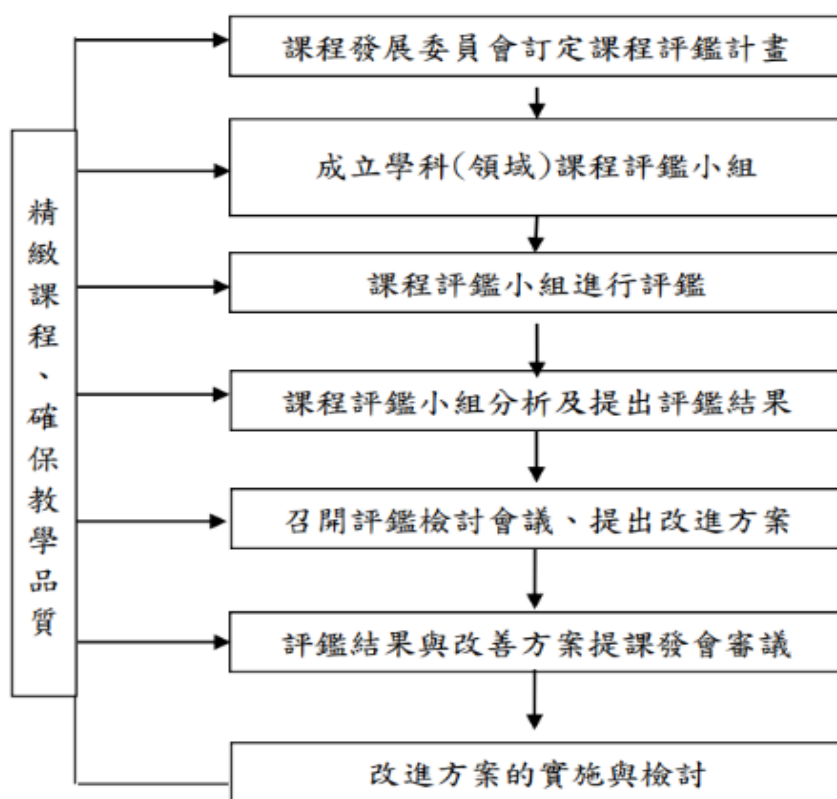 課程發展委員會訂定課程評鑑計畫
成立學科(領域)課程評鑑小組
課程評鑑小組進行評鑑
課程評鑑小組分析及提出評鑑結果
召開評鑑檢討會議、提出改進方案
評鑑結果與改善方案提課發會審議
改進方案的實施與檢討
精緻課程、確保教學品質